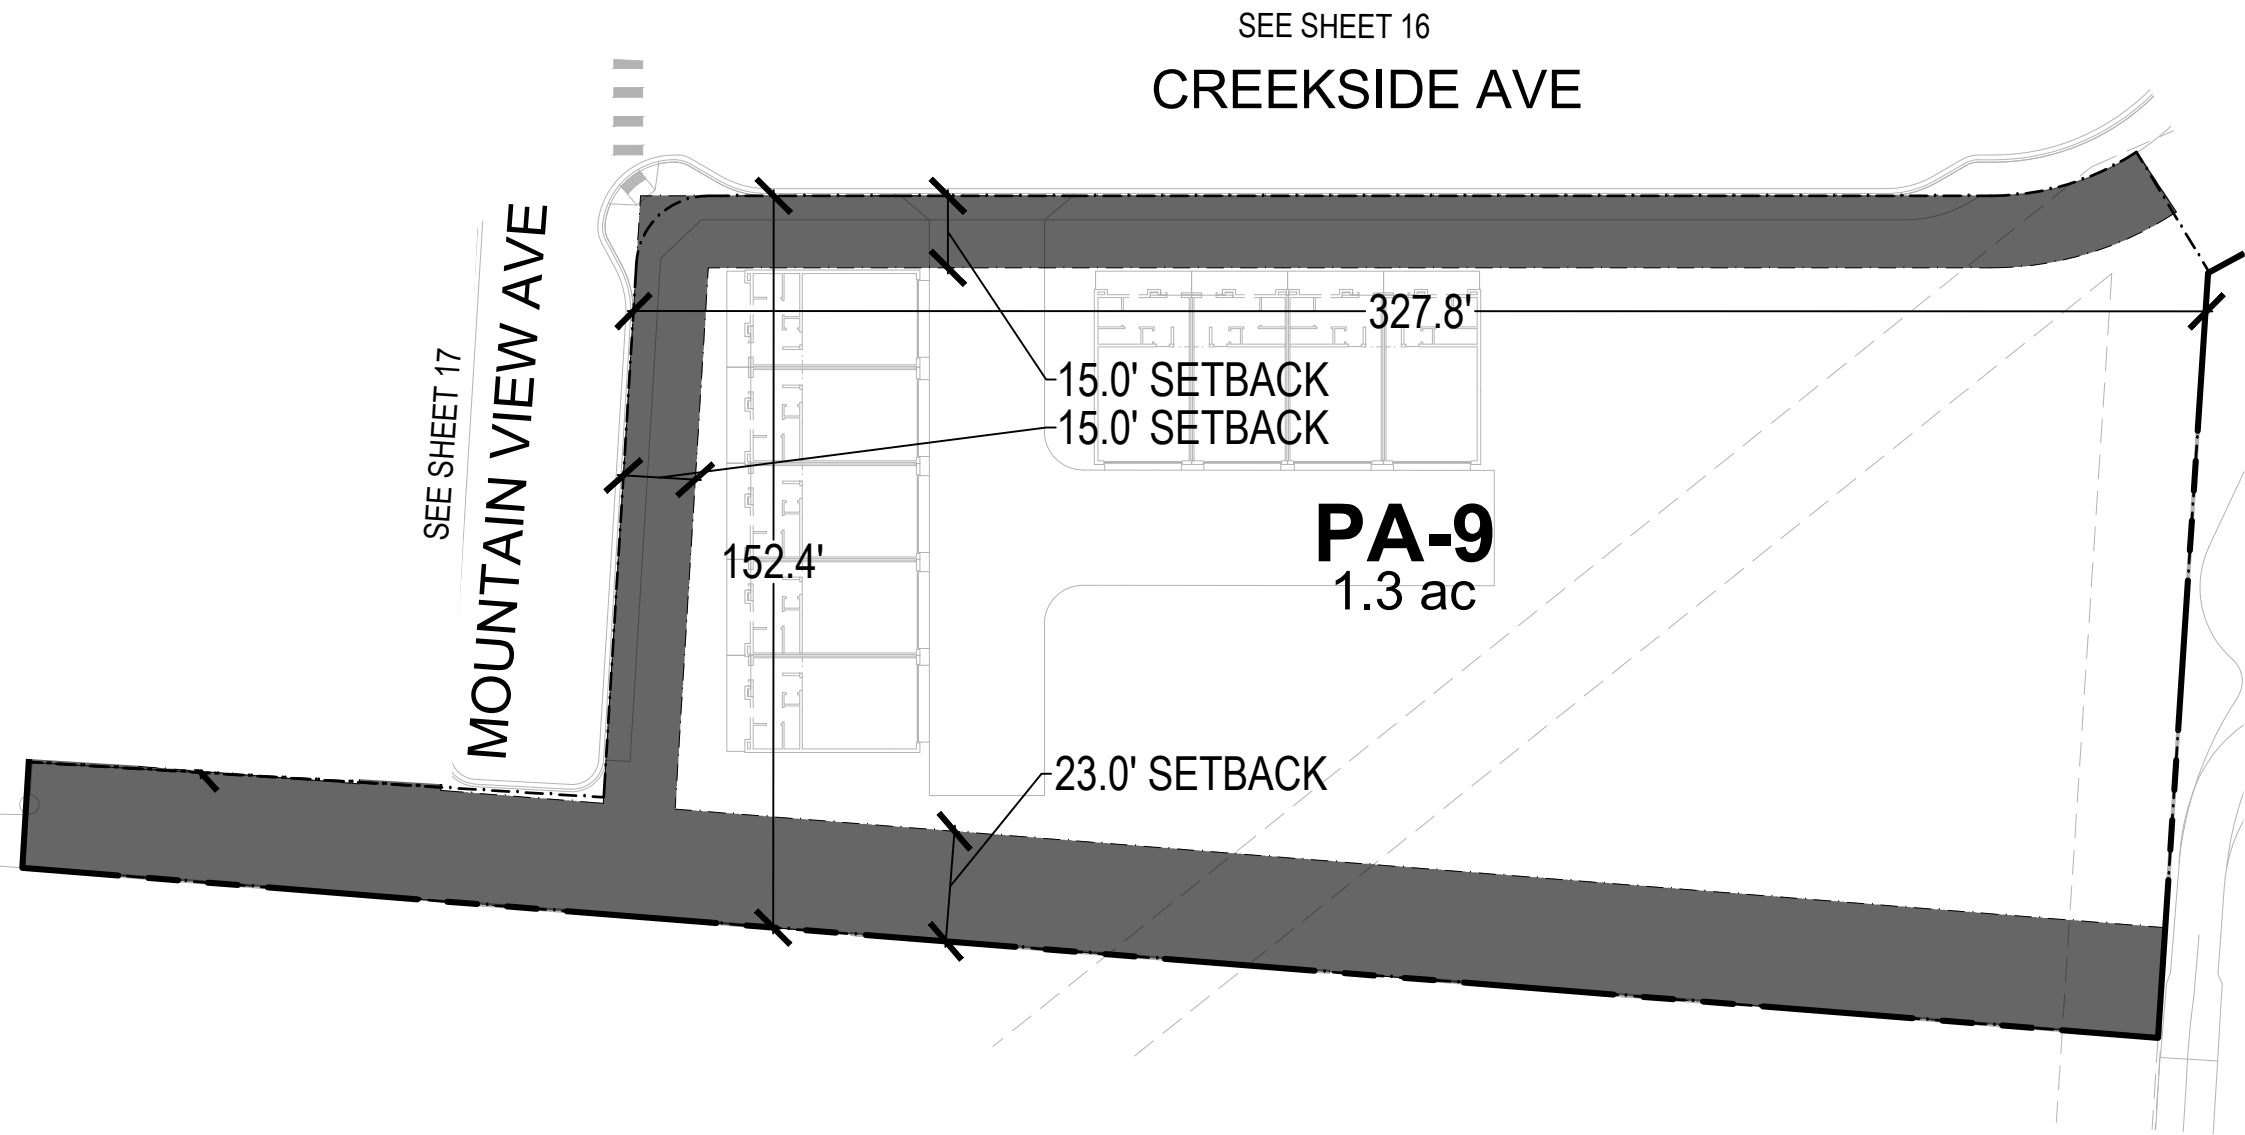 SEE SHEET 16
CREEKSIDE AVE
SEE SHEET 17
MOUNTAIN VIEW AVE
327.8'
15.0' SETBACK
15.0' SETBACK
152.4'
PA-9
1.3 ac
23.0' SETBACK